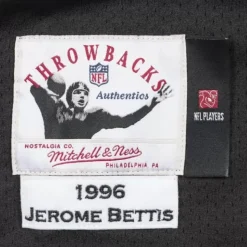 THROWBACKS
NFL
Authentics
NOSTALGIA CO.
Mitchell & Ness
PHILADELPHIA PA
NFL PLAYERS
1996
JEROME BETTIS